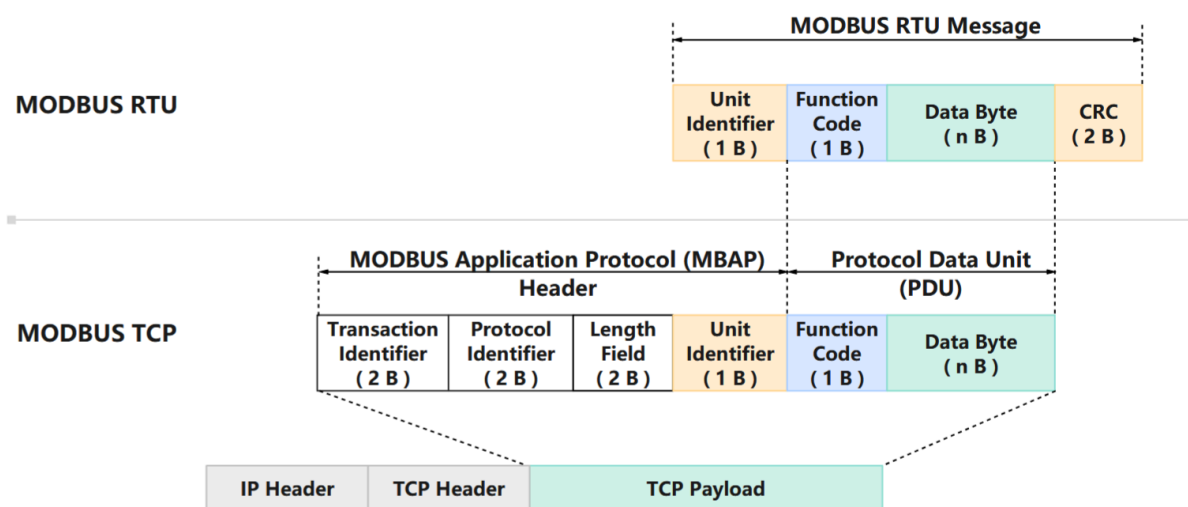 MODBUS RTU Message
MODBUS RTU
Unit
Identifier
( 1 B )
Function
Code
( 1 B )
Data Byte
( n B )
CRC
( 2 B )
MODBUS Application Protocol (MBAP)
Header
Protocol Data Unit
(PDU)
MODBUS TCP
Transaction
Identifier
( 2 B )
Protocol
Identifier
( 2 B )
Length
Field
( 2 B )
Unit
Identifier
( 1 B )
Function
Code
( 1 B )
Data Byte
( n B )
IP Header
TCP Header
TCP Payload